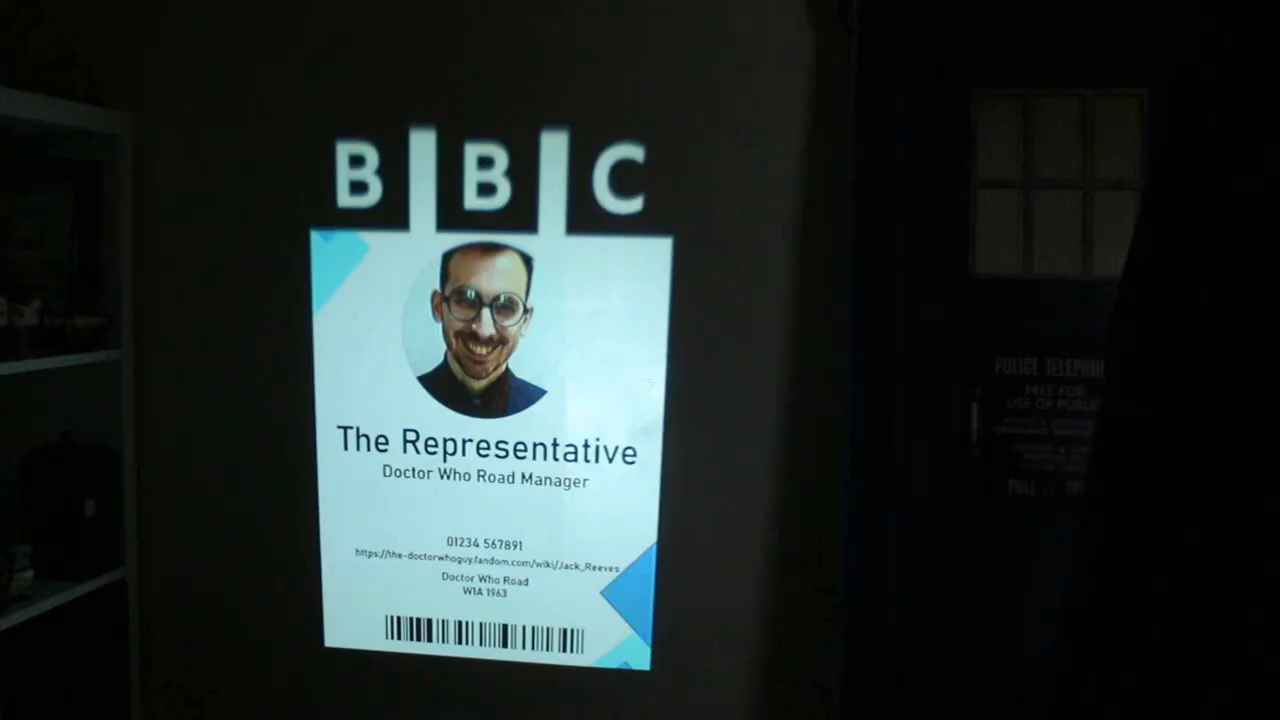 BBC
The Representative
Doctor Who Road Manager
01234 567891
https://the-doctorwhoguy.fandom.com/wiki/Jack_Reeves
Doctor Who Road
W1A 1963
POLICE TELEPHONE
FREE FOR
USE OF PUBLIC
PULL